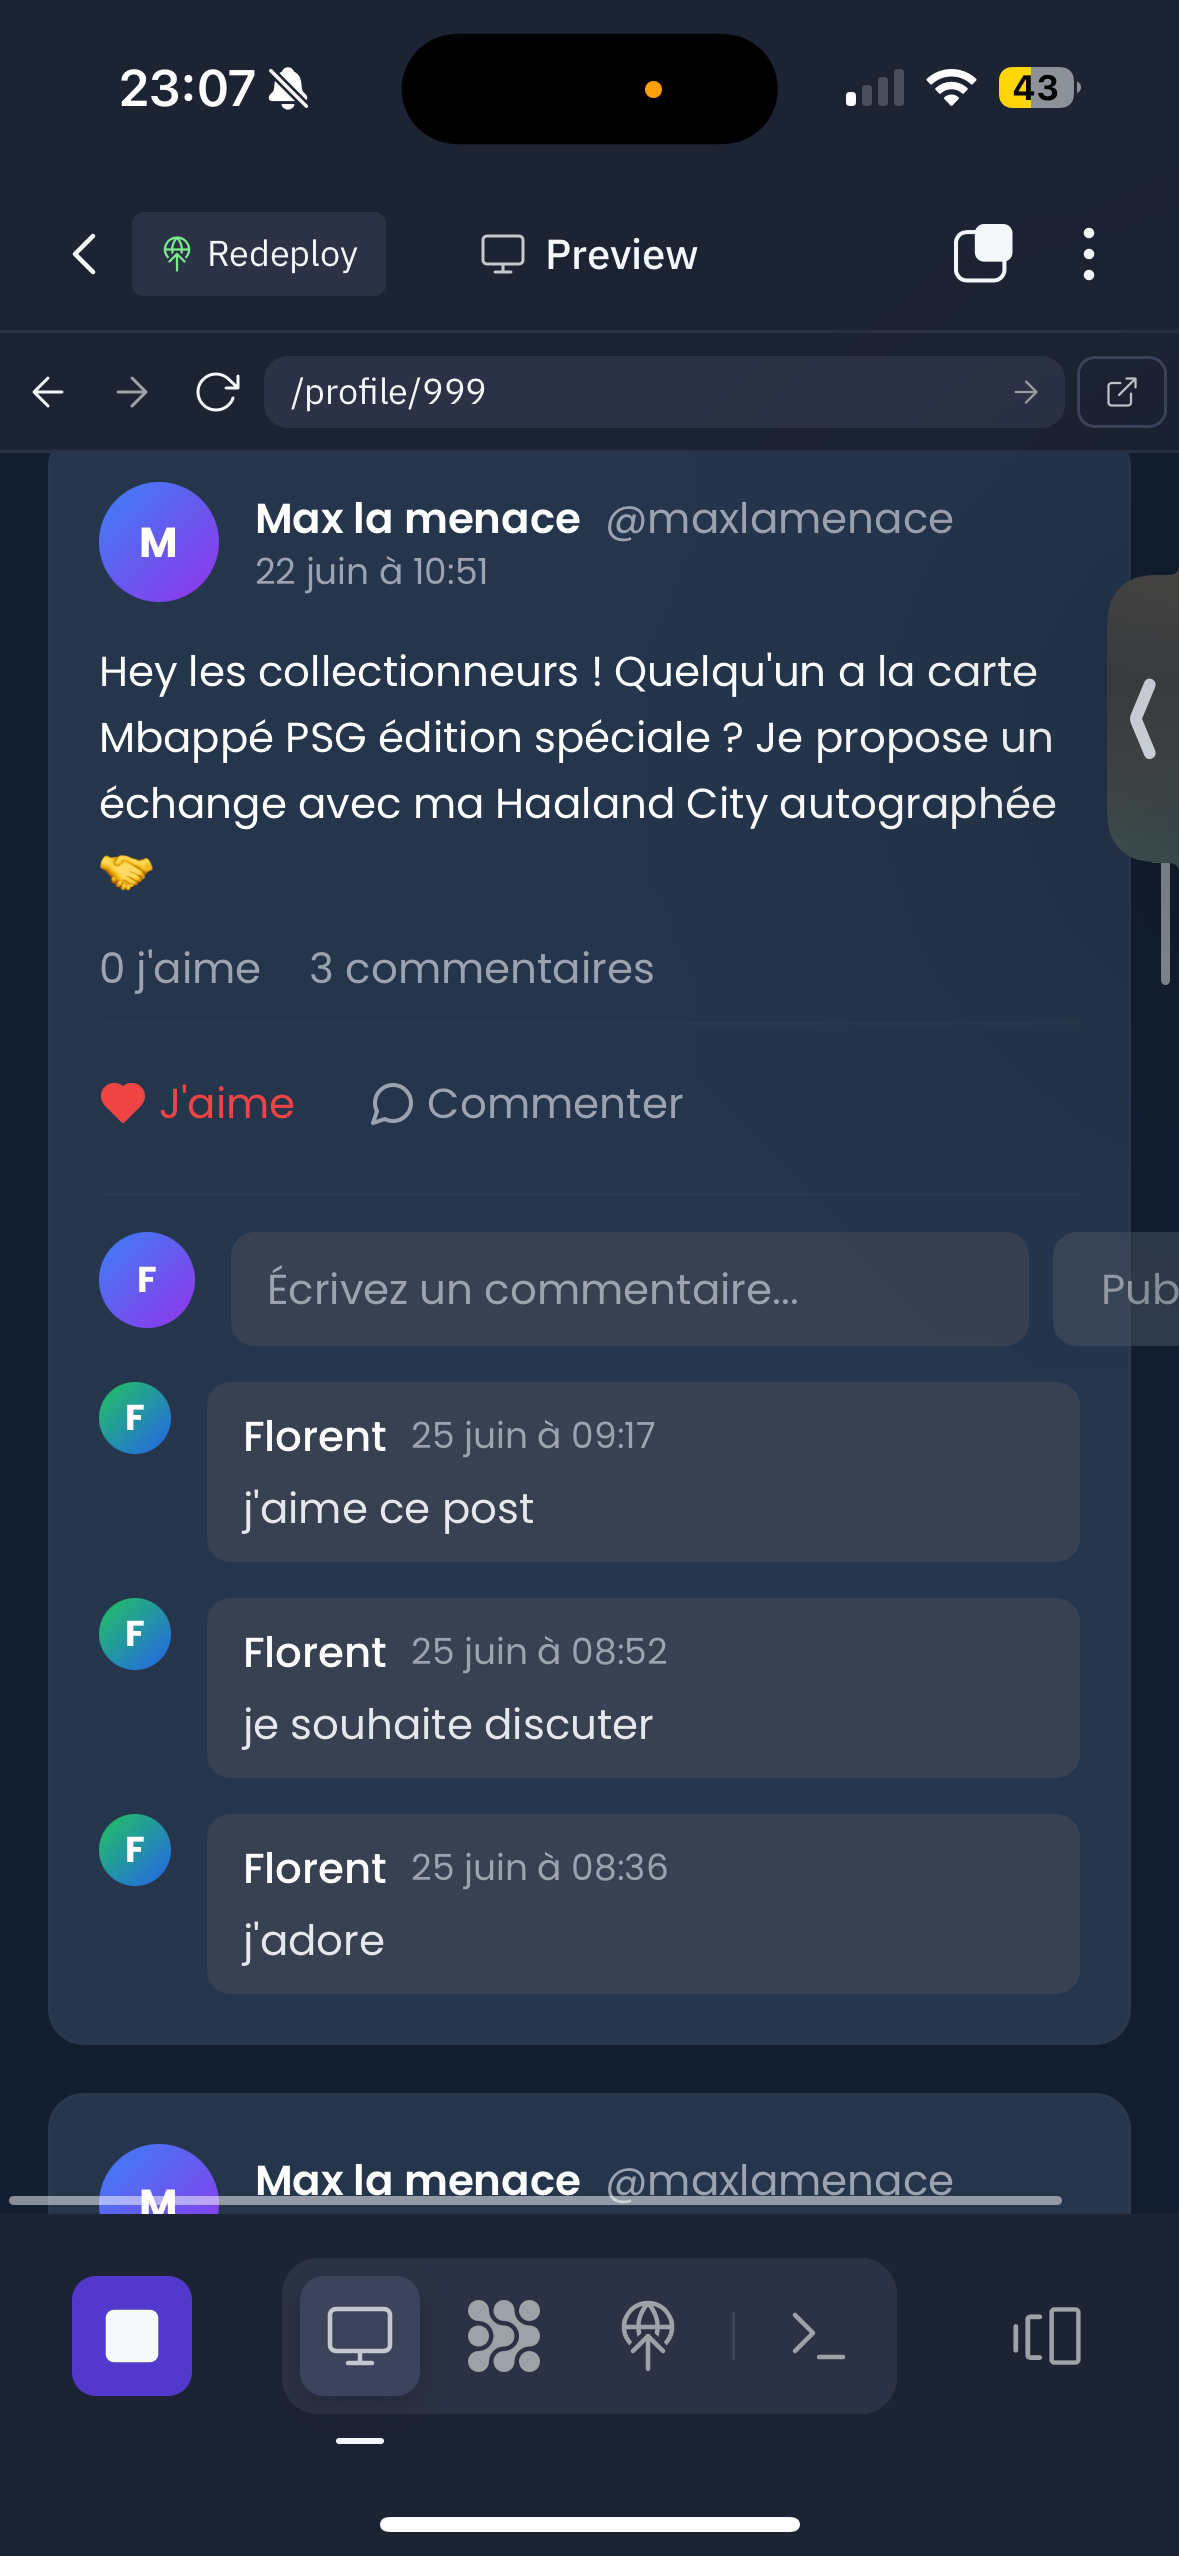 23:07
43
Redeploy
Preview
/profile/999
M
Max la menace @maxlamenace
22 juin à 10:51
Hey les collectionneurs ! Quelqu'un a la carte
Mbappé PSG édition spéciale ? Je propose un
échange avec ma Haaland City autographée
🤝
0 j'aime 3 commentaires
J'aime
Commenter
F
Écrivez un commentaire...
Pub
F
Florent 25 juin à 09:17
j'aime ce post
F
Florent 25 juin à 08:52
je souhaite discuter
F
Florent 25 juin à 08:36
j'adore
M
Max la menace @maxlamenace